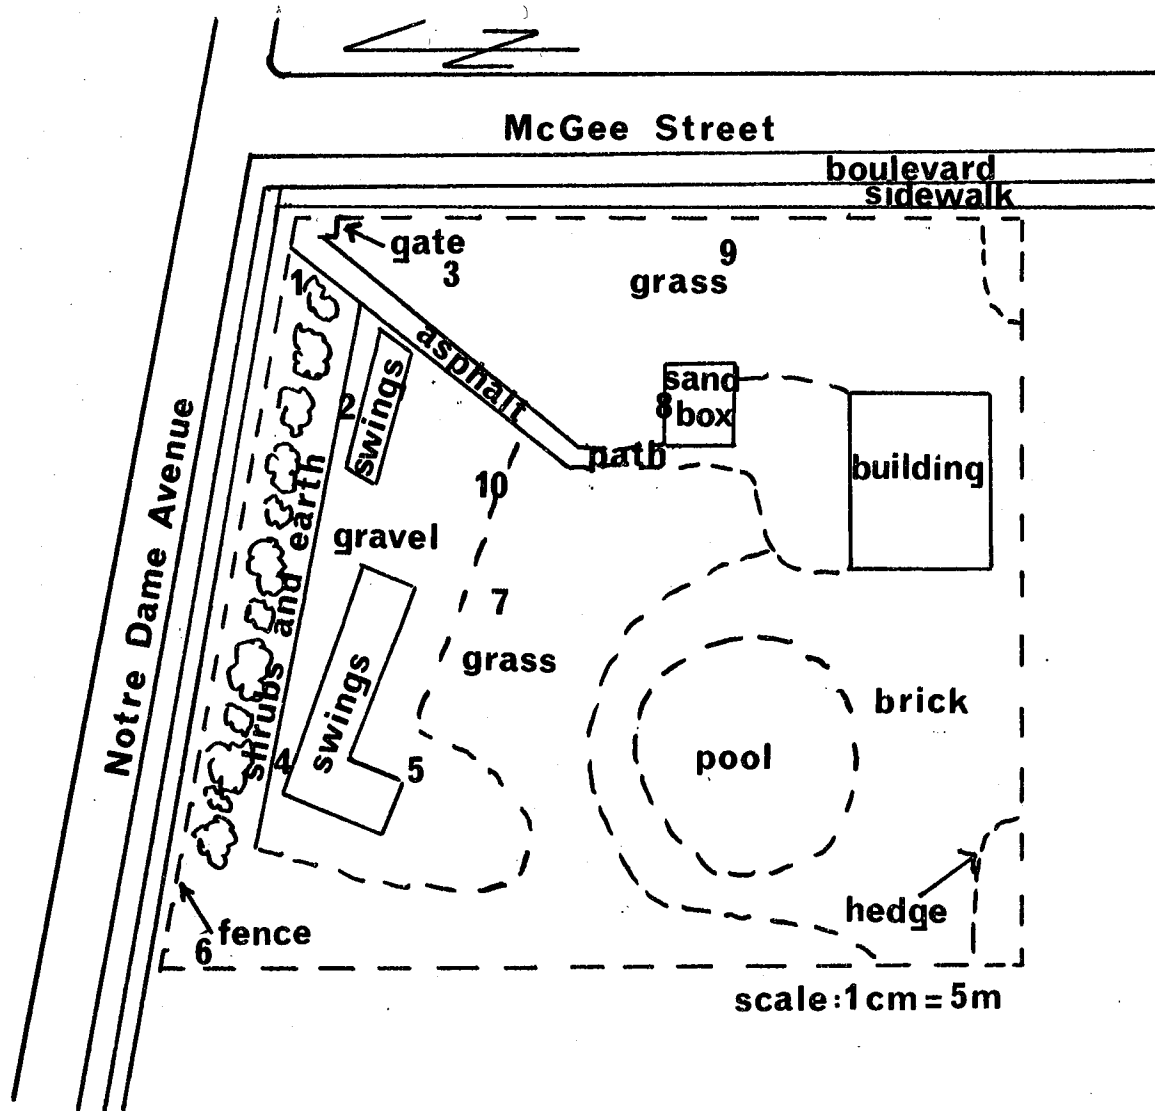 N
McGee Street
boulevard
sidewalk
gate
9
3
grass
1
asphalt
swings
sand
2
8
box
Notre Dame Avenue
path
building
10
shrubs and earth
gravel
7
grass
swings
brick
pool
4
5
hedge
fence
6
scale:1cm=5m